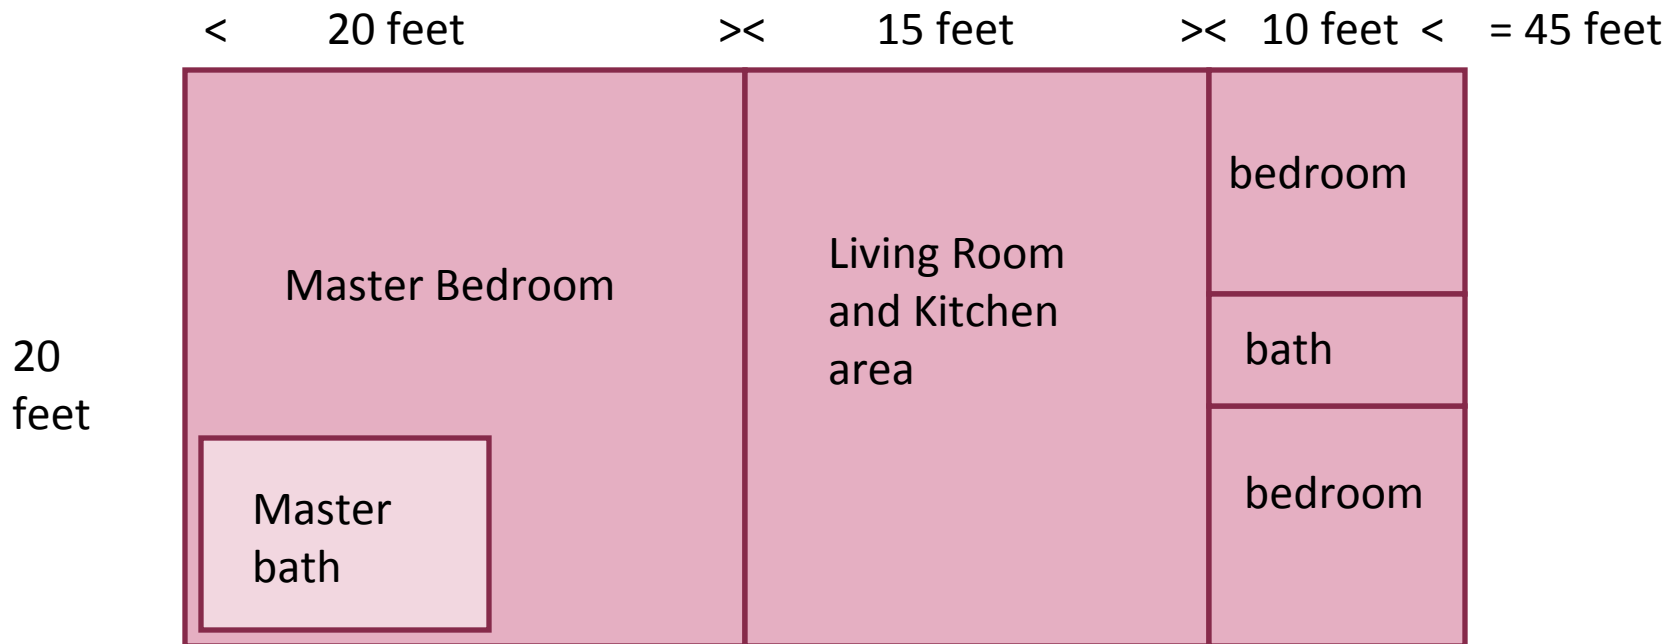 < 20 feet >< 15 feet >< 10 feet < = 45 feet
bedroom
Living Room
and Kitchen
area
Master Bedroom
20
feet
bath
Master
bath
bedroom